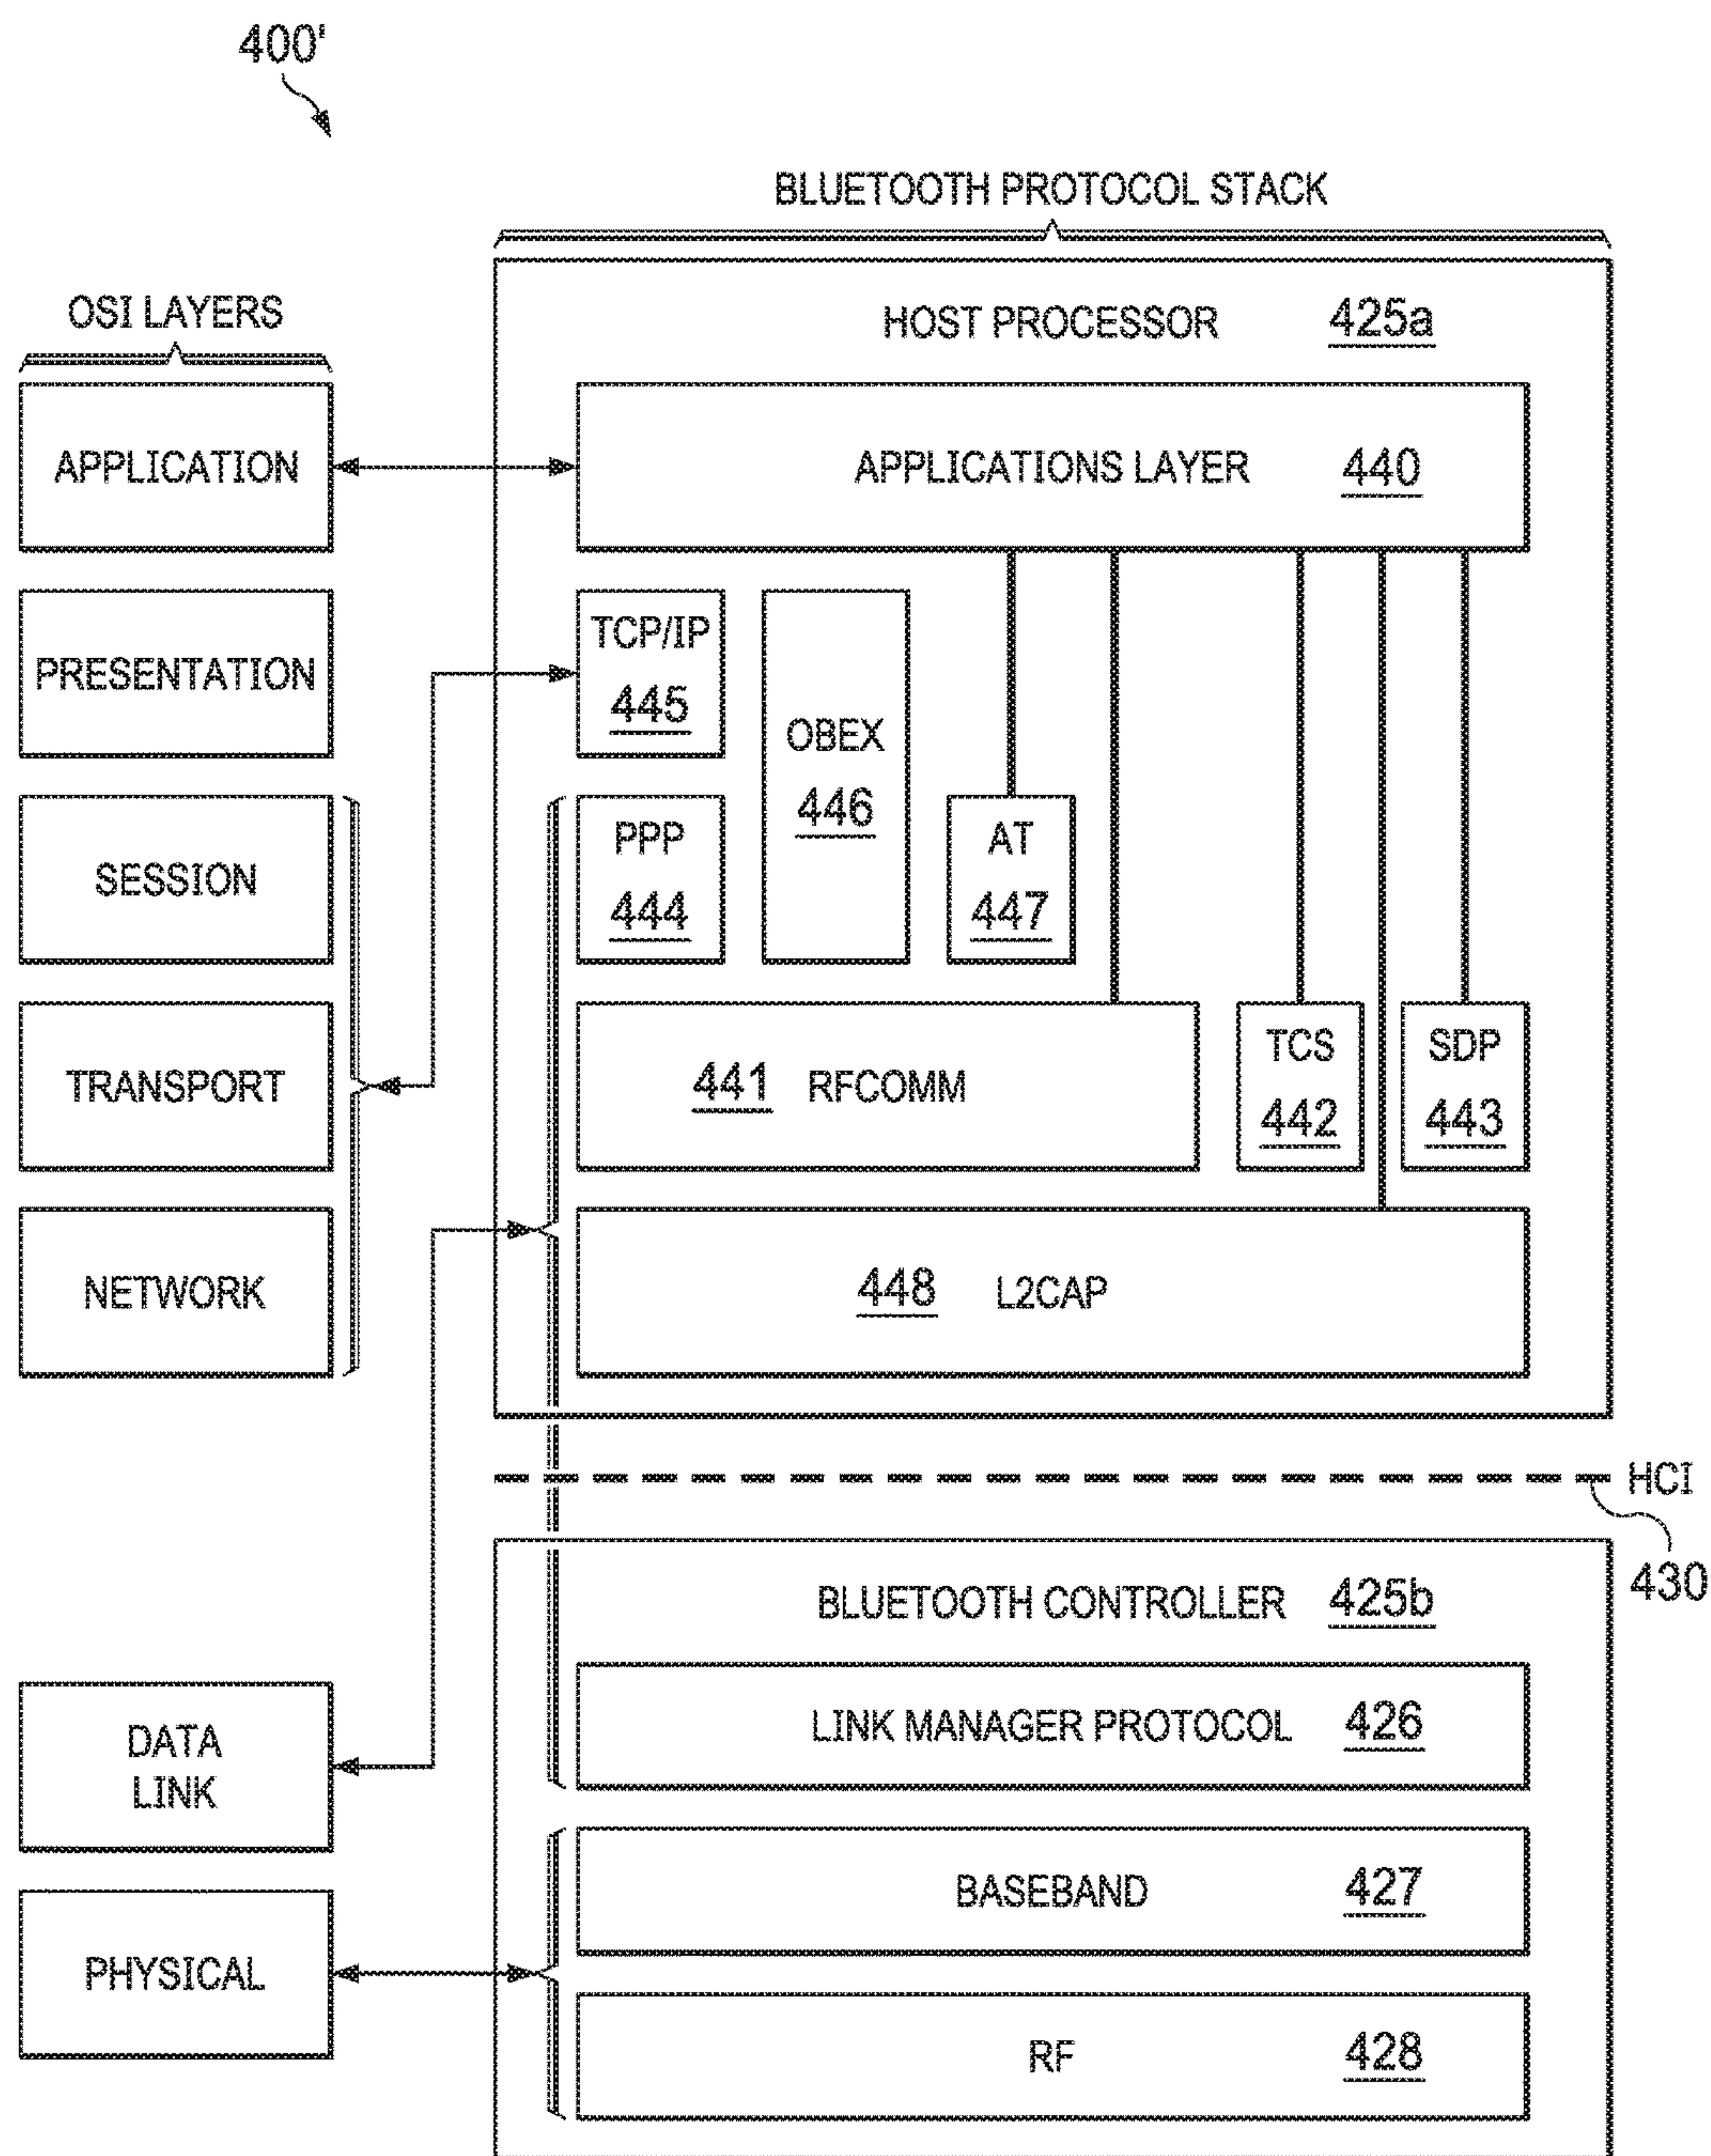 400'
BLUETOOTH PROTOCOL STACK
OSI LAYERS
HOST PROCESSOR 425a
APPLICATION
APPLICATIONS LAYER 440
PRESENTATION
TCP/IP
445
OBEX
446
SESSION
PPP
444
AT
447
TRANSPORT
441 RFCOMM
TCS
442
SDP
443
NETWORK
448 L2CAP
HCI
430
BLUETOOTH CONTROLLER 425b
DATA
LINK
LINK MANAGER PROTOCOL 426
BASEBAND 427
PHYSICAL
RF 428